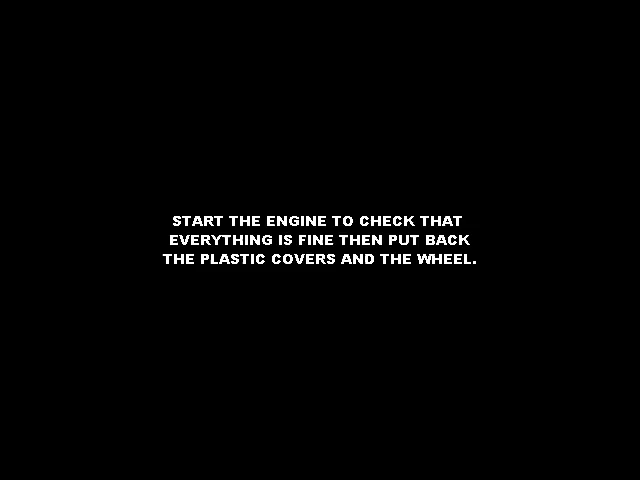 START THE ENGINE TO CHECK THAT
EVERYTHING IS FINE THEN PUT BACK
THE PLASTIC COVERS AND THE WHEEL.